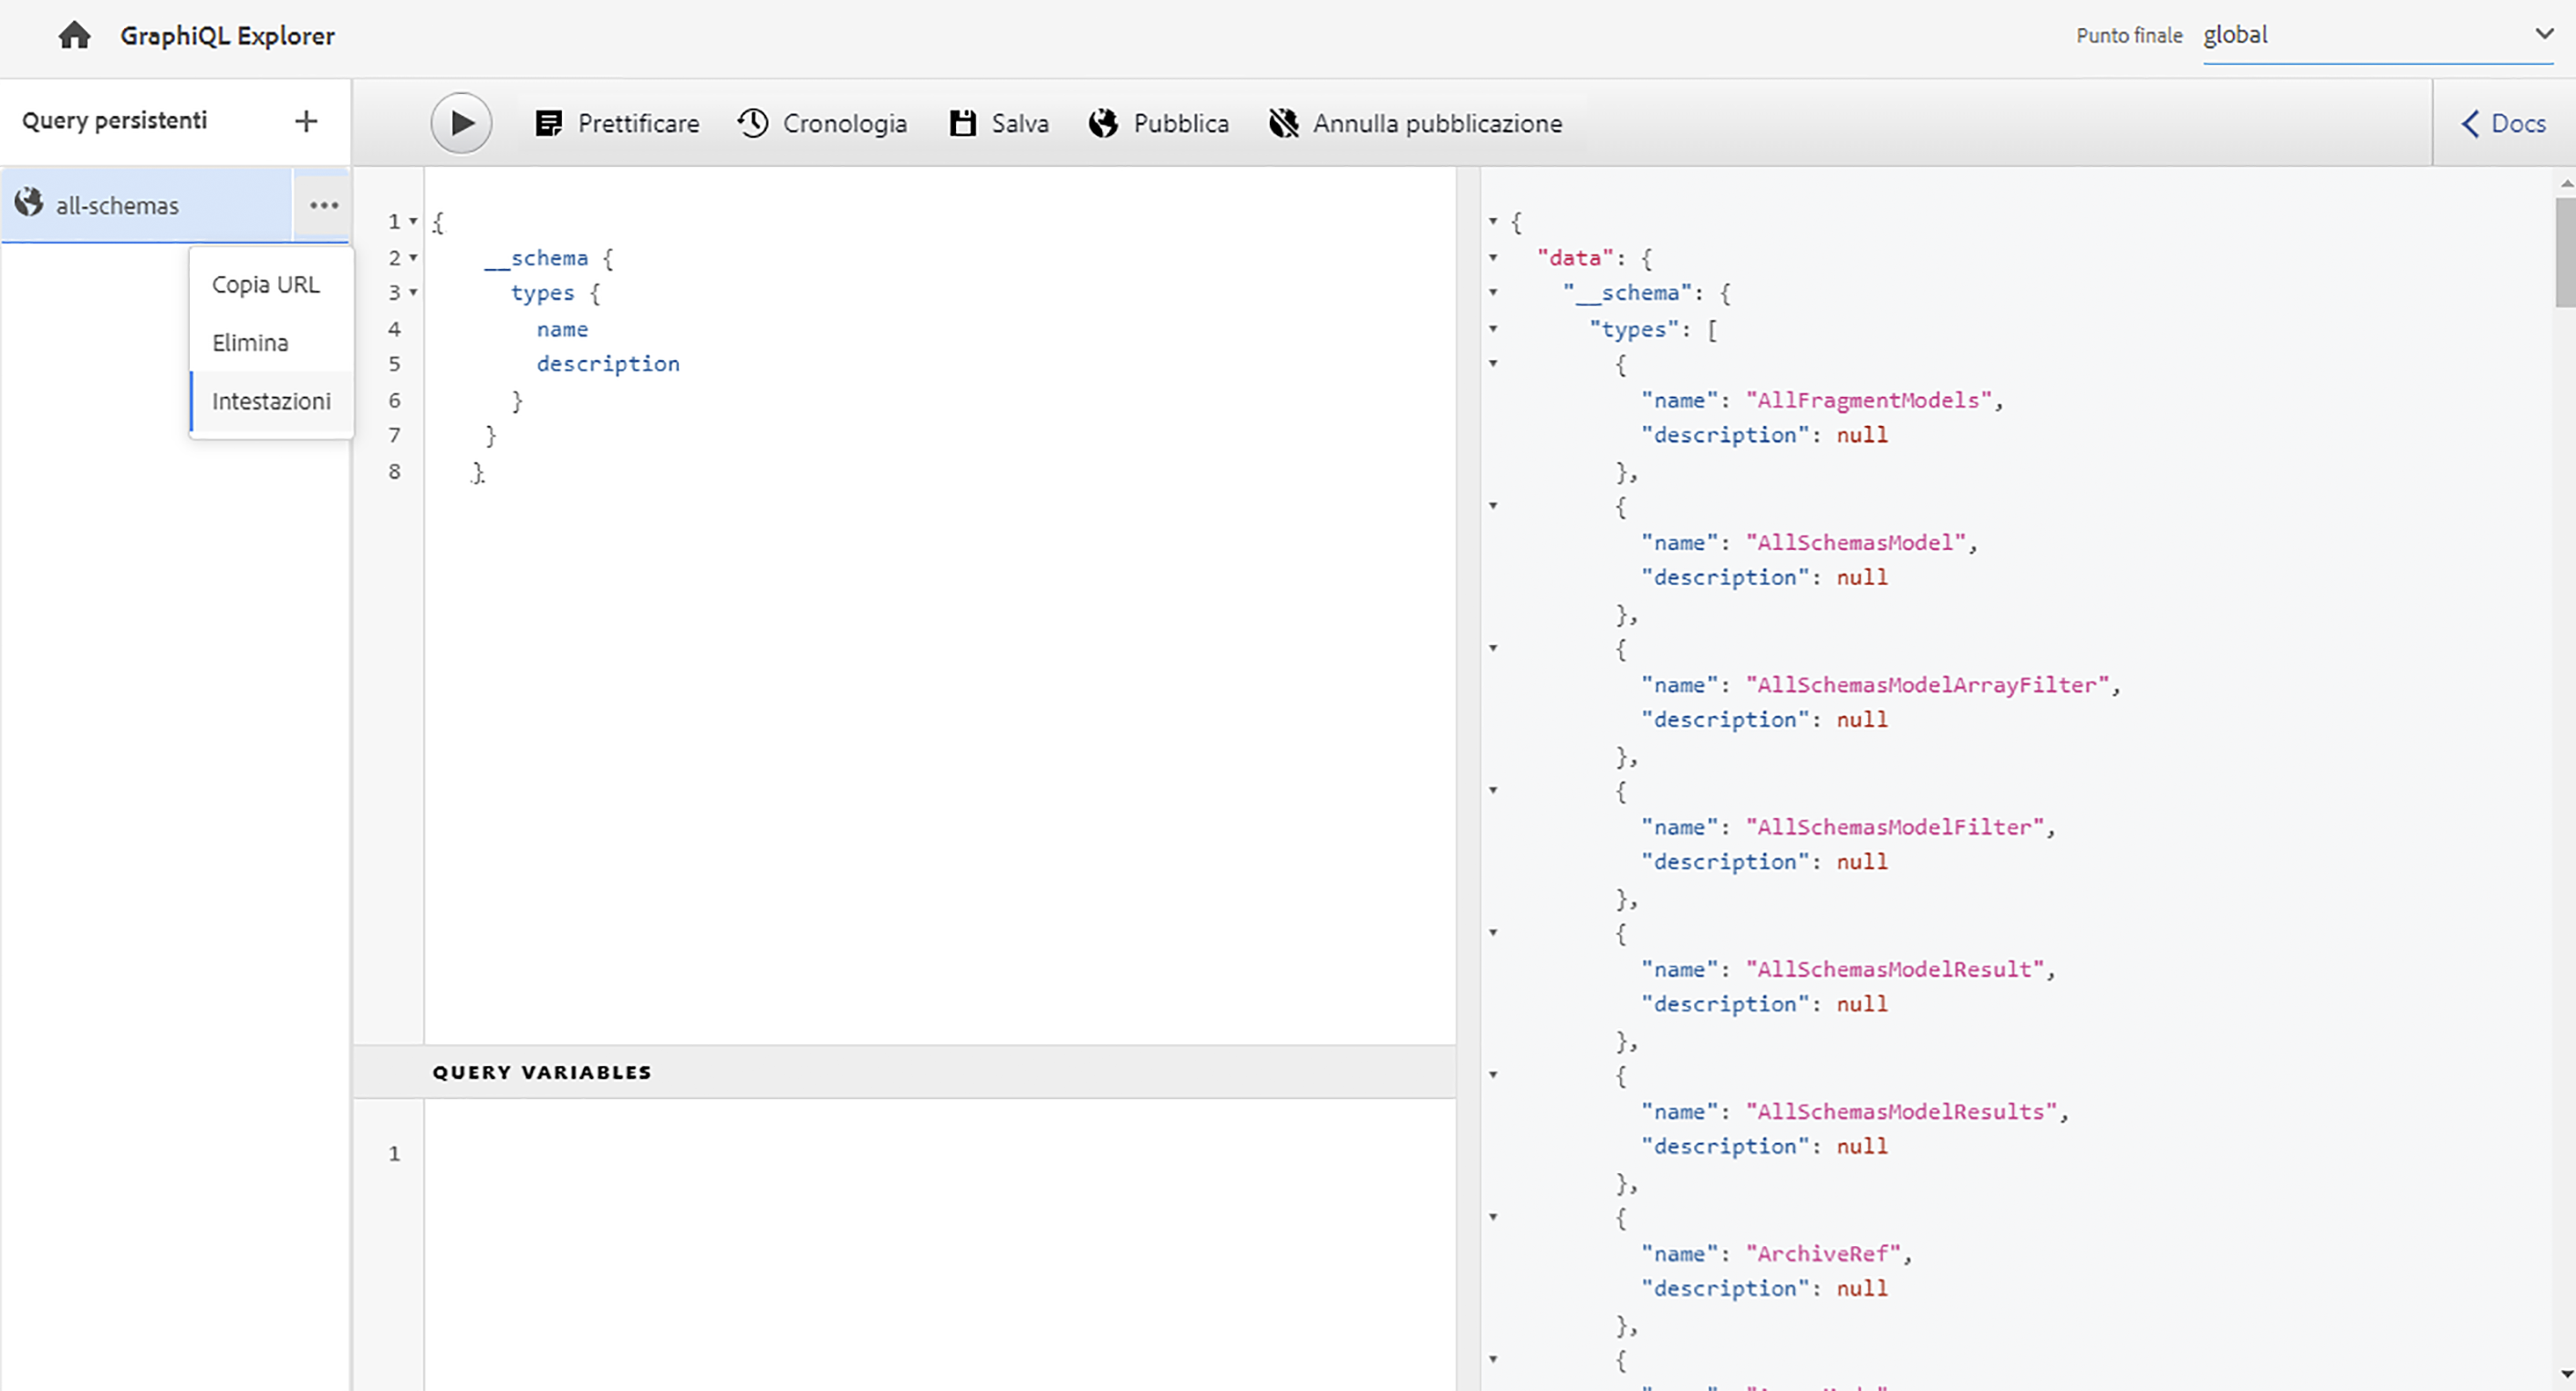 GraphiQL Explorer
Punto finale global
Query persistenti +
Prettificare Cronologia Salva Pubblica Annulla pubblicazione
Docs
all-schemas ...
Copia URL
Elimina
Intestazioni
1 {
2 __schema {
3 types {
4 name
5 description
6 }
7 }
8 }
QUERY VARIABLES
1
{
"data": {
"__schema": {
"types": [
{
"name": "AllFragmentModels",
"description": null
},
{
"name": "AllSchemasModel",
"description": null
},
{
"name": "AllSchemasModelArrayFilter",
"description": null
},
{
"name": "AllSchemasModelFilter",
"description": null
},
{
"name": "AllSchemasModelResult",
"description": null
},
{
"name": "AllSchemasModelResults",
"description": null
},
{
"name": "ArchiveRef",
"description": null
},
{